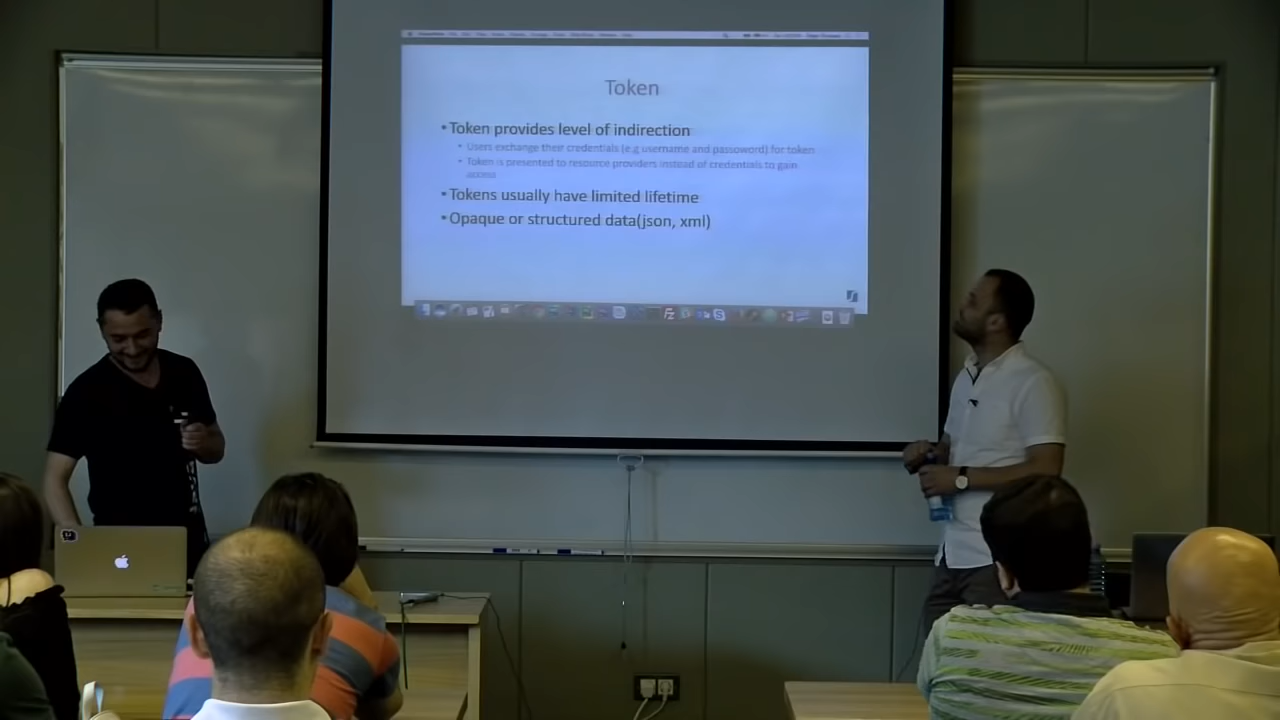 Token
• Token provides level of indirection
• Users exchange their credentials (e.g username and passoword) for token
• Token is presented to resource providers instead of credentials to gain
access
• Tokens usually have limited lifetime
• Opaque or structured data(json, xml)